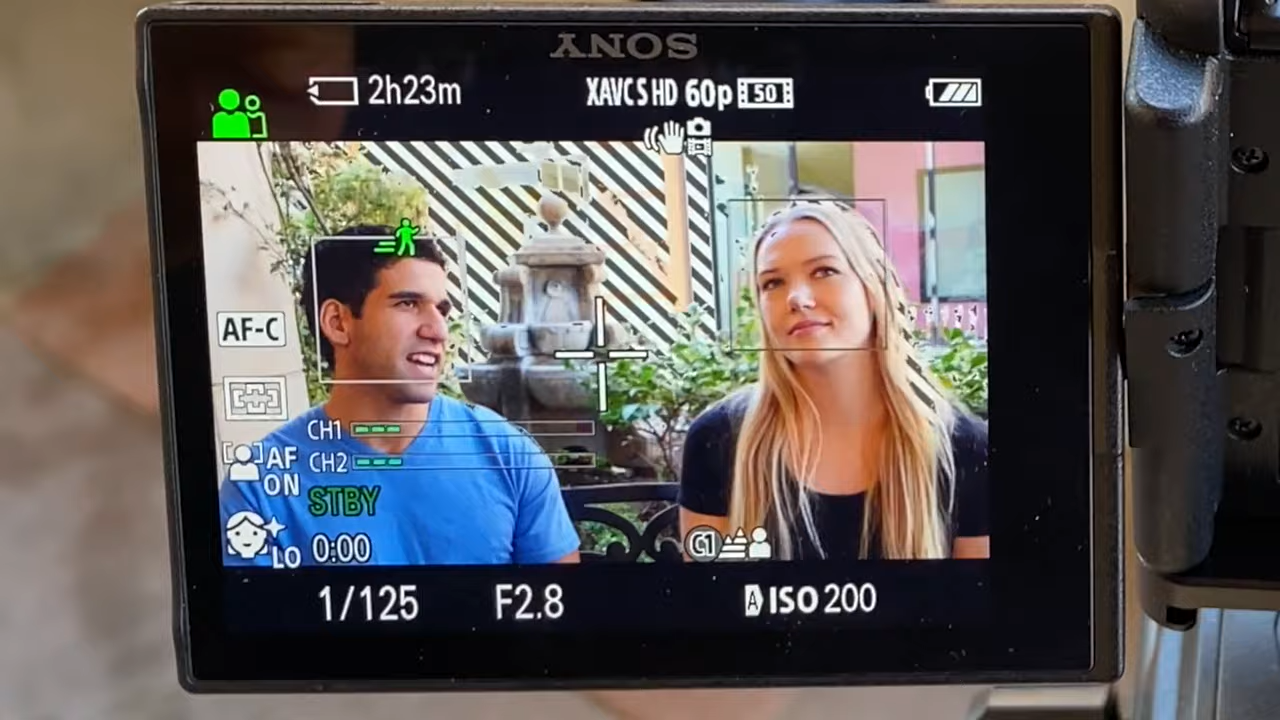 SONY
2h23m XAVC S HD 60p 50
AF-C
CH1
AF CH2
ON STBY
LO 0:00 C1
1/125 F2.8 A ISO 200